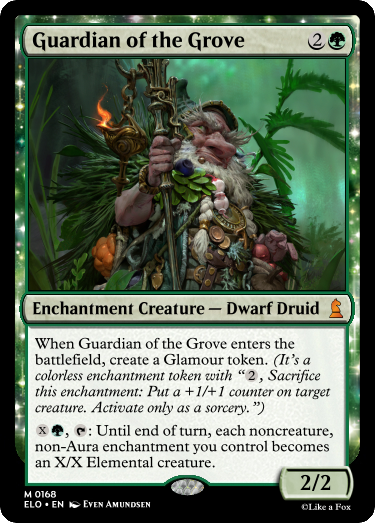 Guardian of the Grove 2
Enchantment Creature — Dwarf Druid
When Guardian of the Grove enters the
battlefield, create a Glamour token. (It's a
colorless enchantment token with “2, Sacrifice
this enchantment: Put a +1/+1 counter on target
creature. Activate only as a sorcery.”)
X, : Until end of turn, each noncreature,
non-Aura enchantment you control becomes
an X/X Elemental creature.
2/2
M 0168
ELO • EN Even Amundsen
©Like a Fox